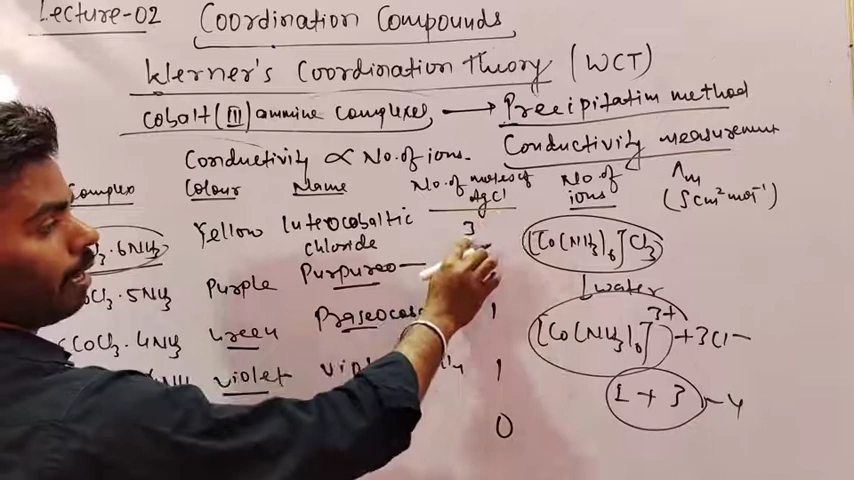 Lecture-02
Coordination Compounds
Werner's Coordination Theory (WCT)
Cobalt(III) ammine complexes → Precipitation method
Conductivity measurement
Conductivity ∝ No. of ions.
Complex Colour Name No. of moles of AgCl No. of ions Λm (S cm² mol⁻¹)
.6NH₃ Yellow luterocobaltic chloride 3 [Co(NH₃)₆]Cl₃
↓water
CoCl₃.5NH₃ Purple Purpureo—
CoCl₃.4NH₃ Green 1 [Co(NH₃)₆]³⁺ + 3Cl⁻
violet 1 1 + 3 - 4
0